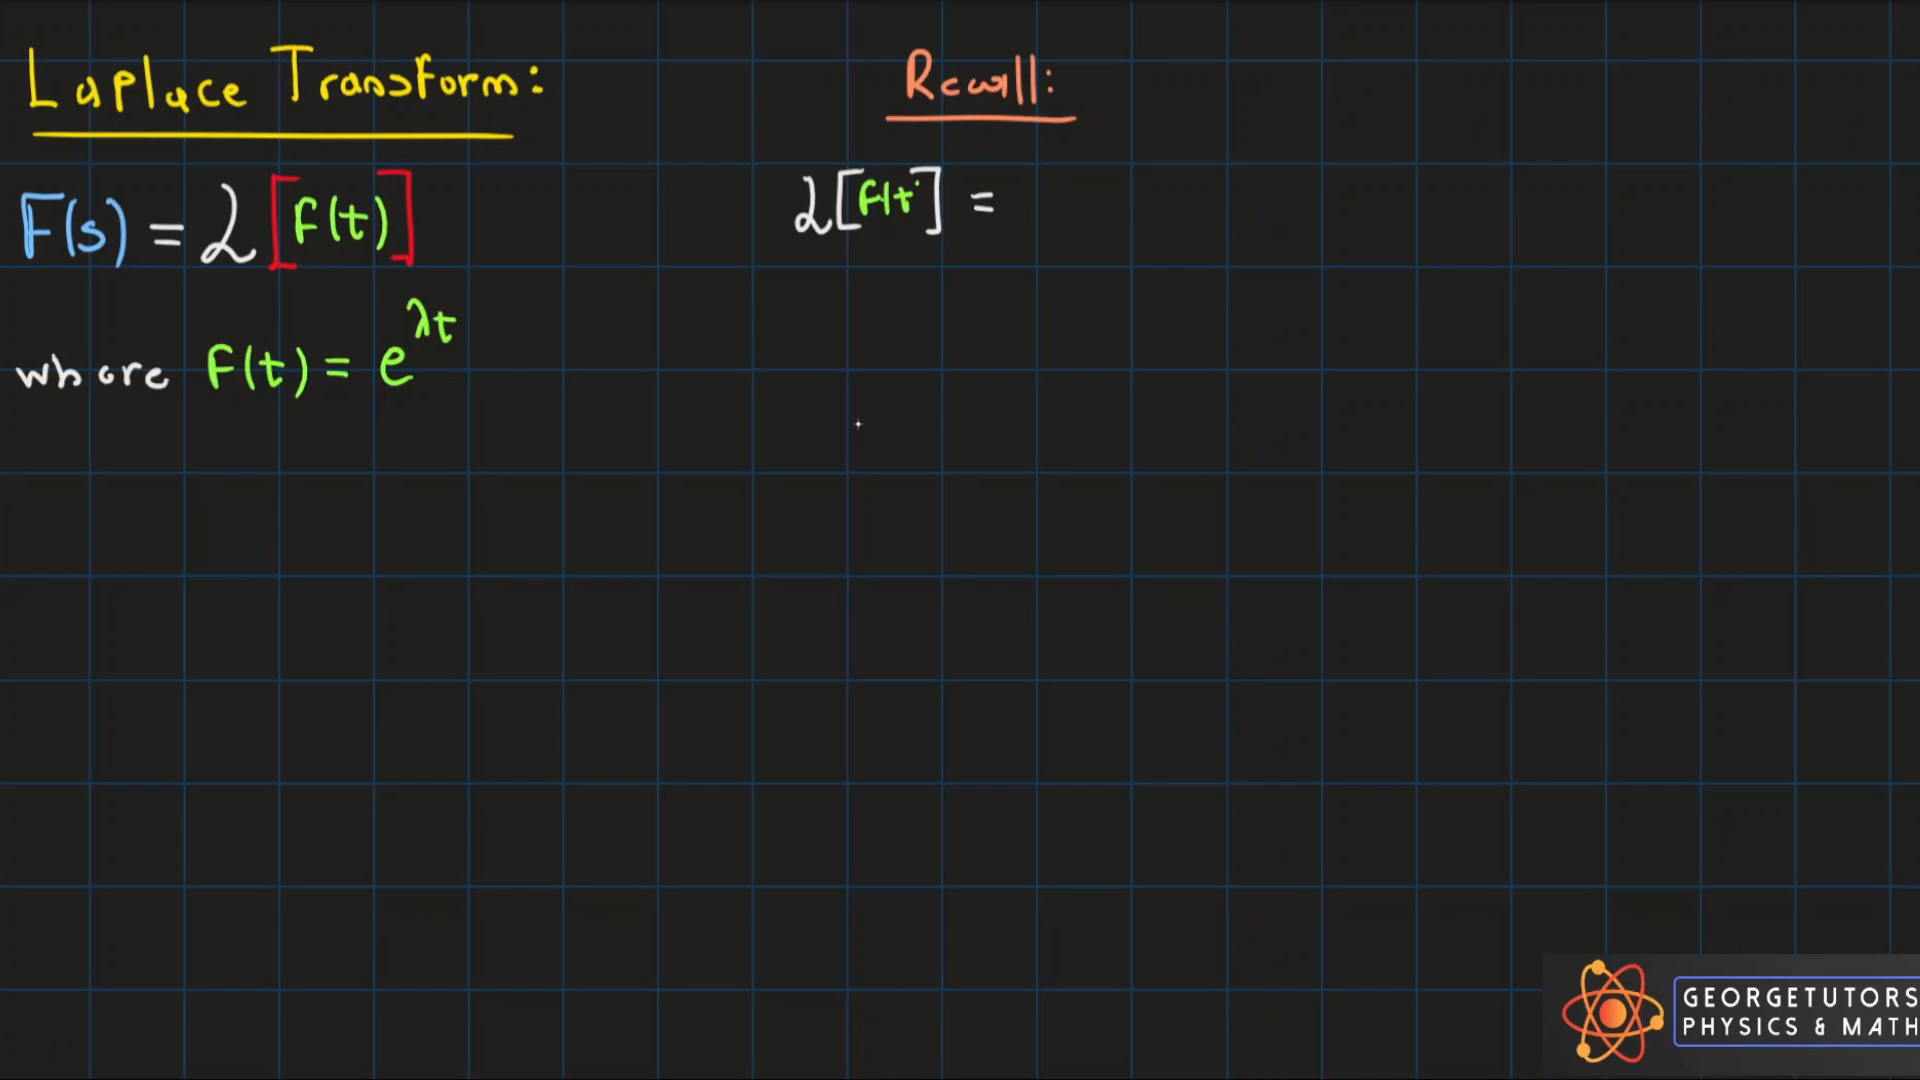 Laplace Transform:
F(s) = ℒ[f(t)]
where f(t) = e^λt
Recall:
ℒ[f(t)] =
GEORGETUTORS
PHYSICS & MATH